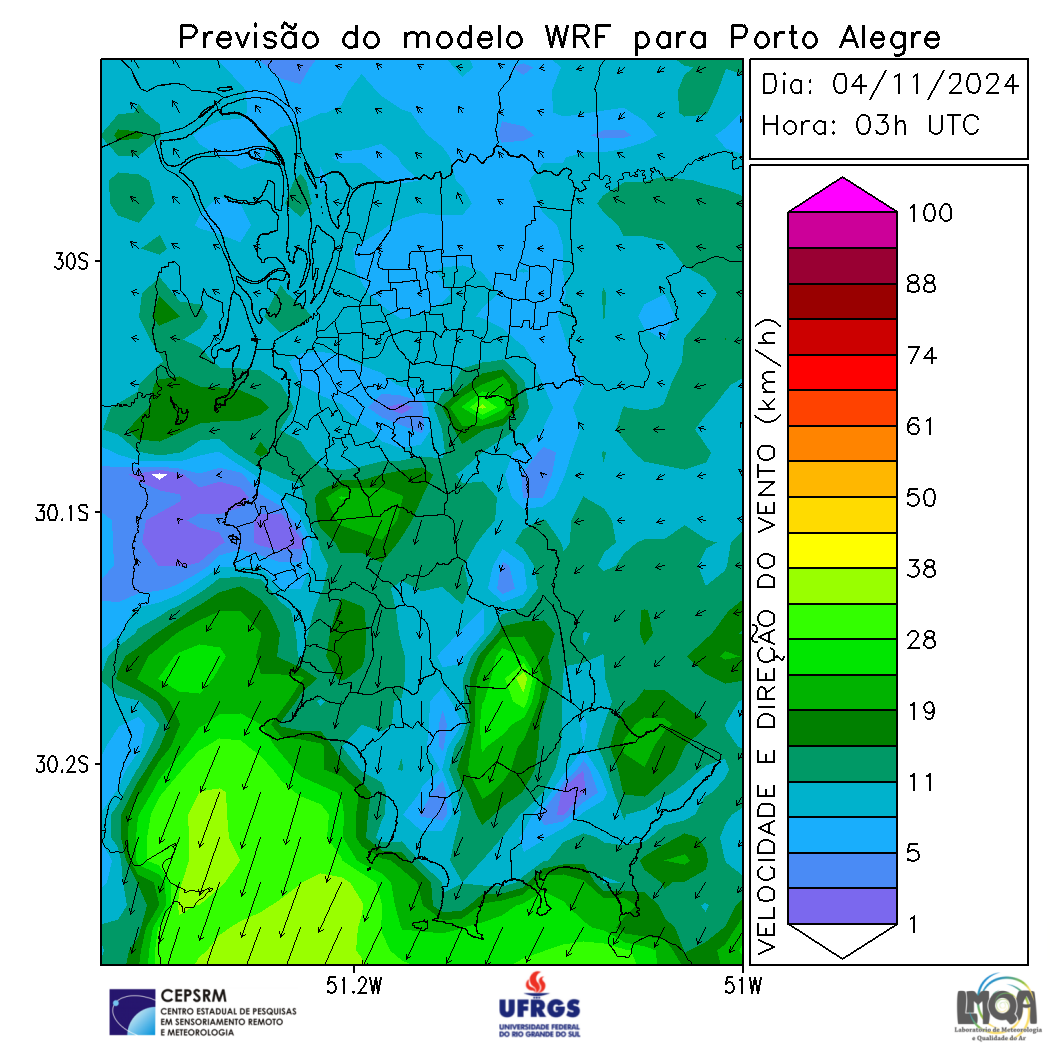 Previsão do modelo WRF para Porto Alegre
Dia: 04/11/2024
Hora: 03h UTC
30S
30.1S
30.2S
51.2W
51W
VELOCIDADE E DIREÇÃO DO VENTO (km/h)
100
88
74
61
50
38
28
19
11
5
1
CEPSRM
CENTRO ESTADUAL DE PESQUISAS
EM SENSORIAMENTO REMOTO
E METEOROLOGIA
UFRGS
UNIVERSIDADE FEDERAL
DO RIO GRANDE DO SUL
LMQA
Laboratório de Meteorologia
e Qualidade do Ar